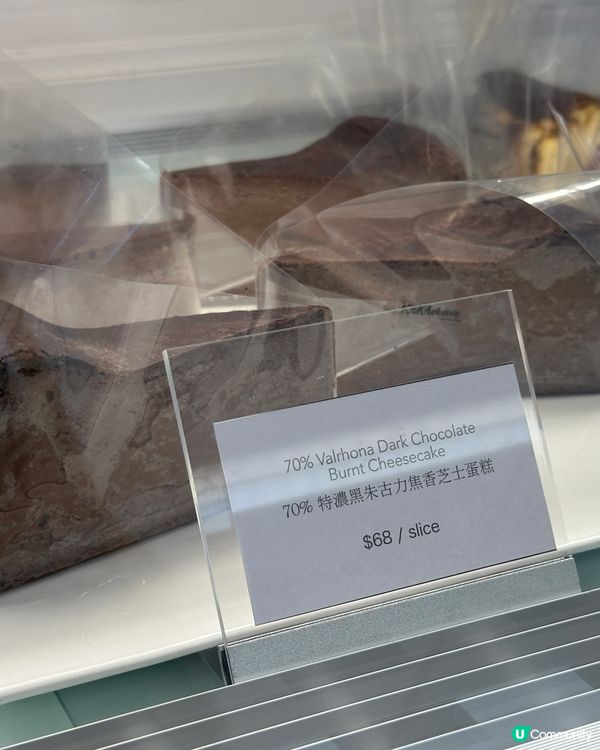 70% Valrhona Dark Chocolate
Burnt Cheesecake
70% 特濃黑朱古力焦香芝士蛋糕
$68 / slice
U Community